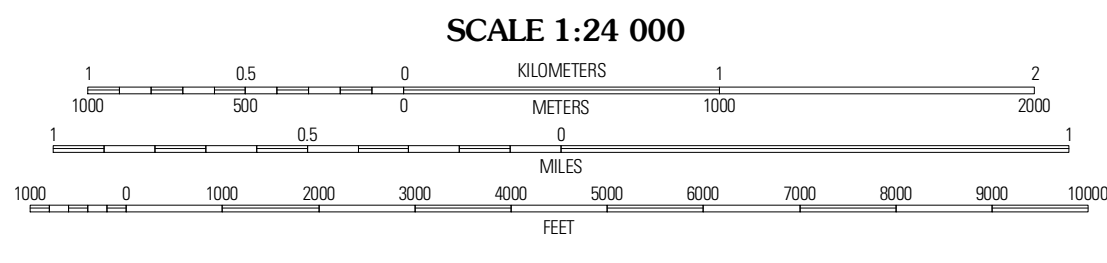 SCALE 1:24 000
KILOMETERS
1 0.5 0 1 2
1000 500 0 METERS 1000 2000
1 0.5 0 1
MILES
1000 0 1000 2000 3000 4000 5000 6000 7000 8000 9000 10000
FEET